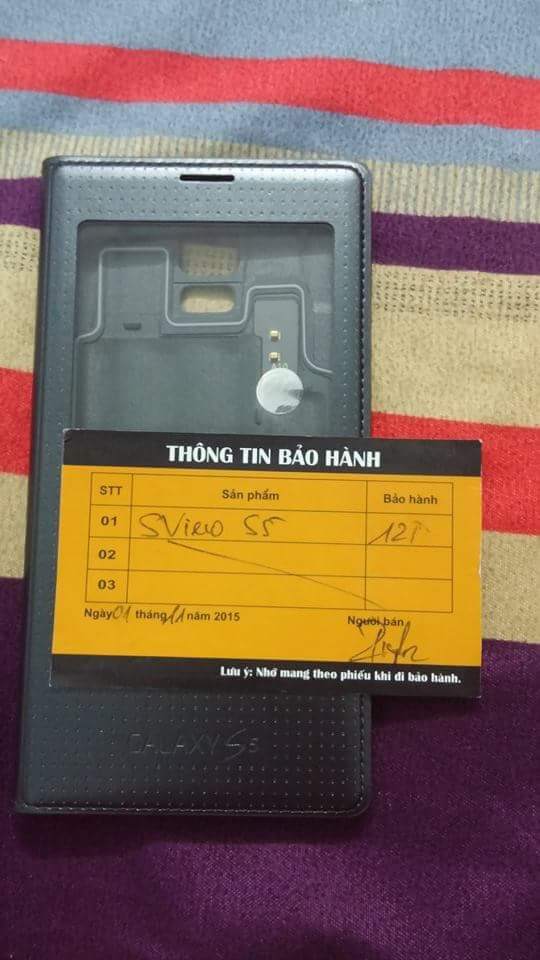 THÔNG TIN BẢO HÀNH
STT Sản phẩm Bảo hành
01 SView S5 12T
02
03
Ngày 01 tháng 11 năm 2015 Người bán
Lưu ý: Nhớ mang theo phiếu khi đi bảo hành.
GALAXY S5